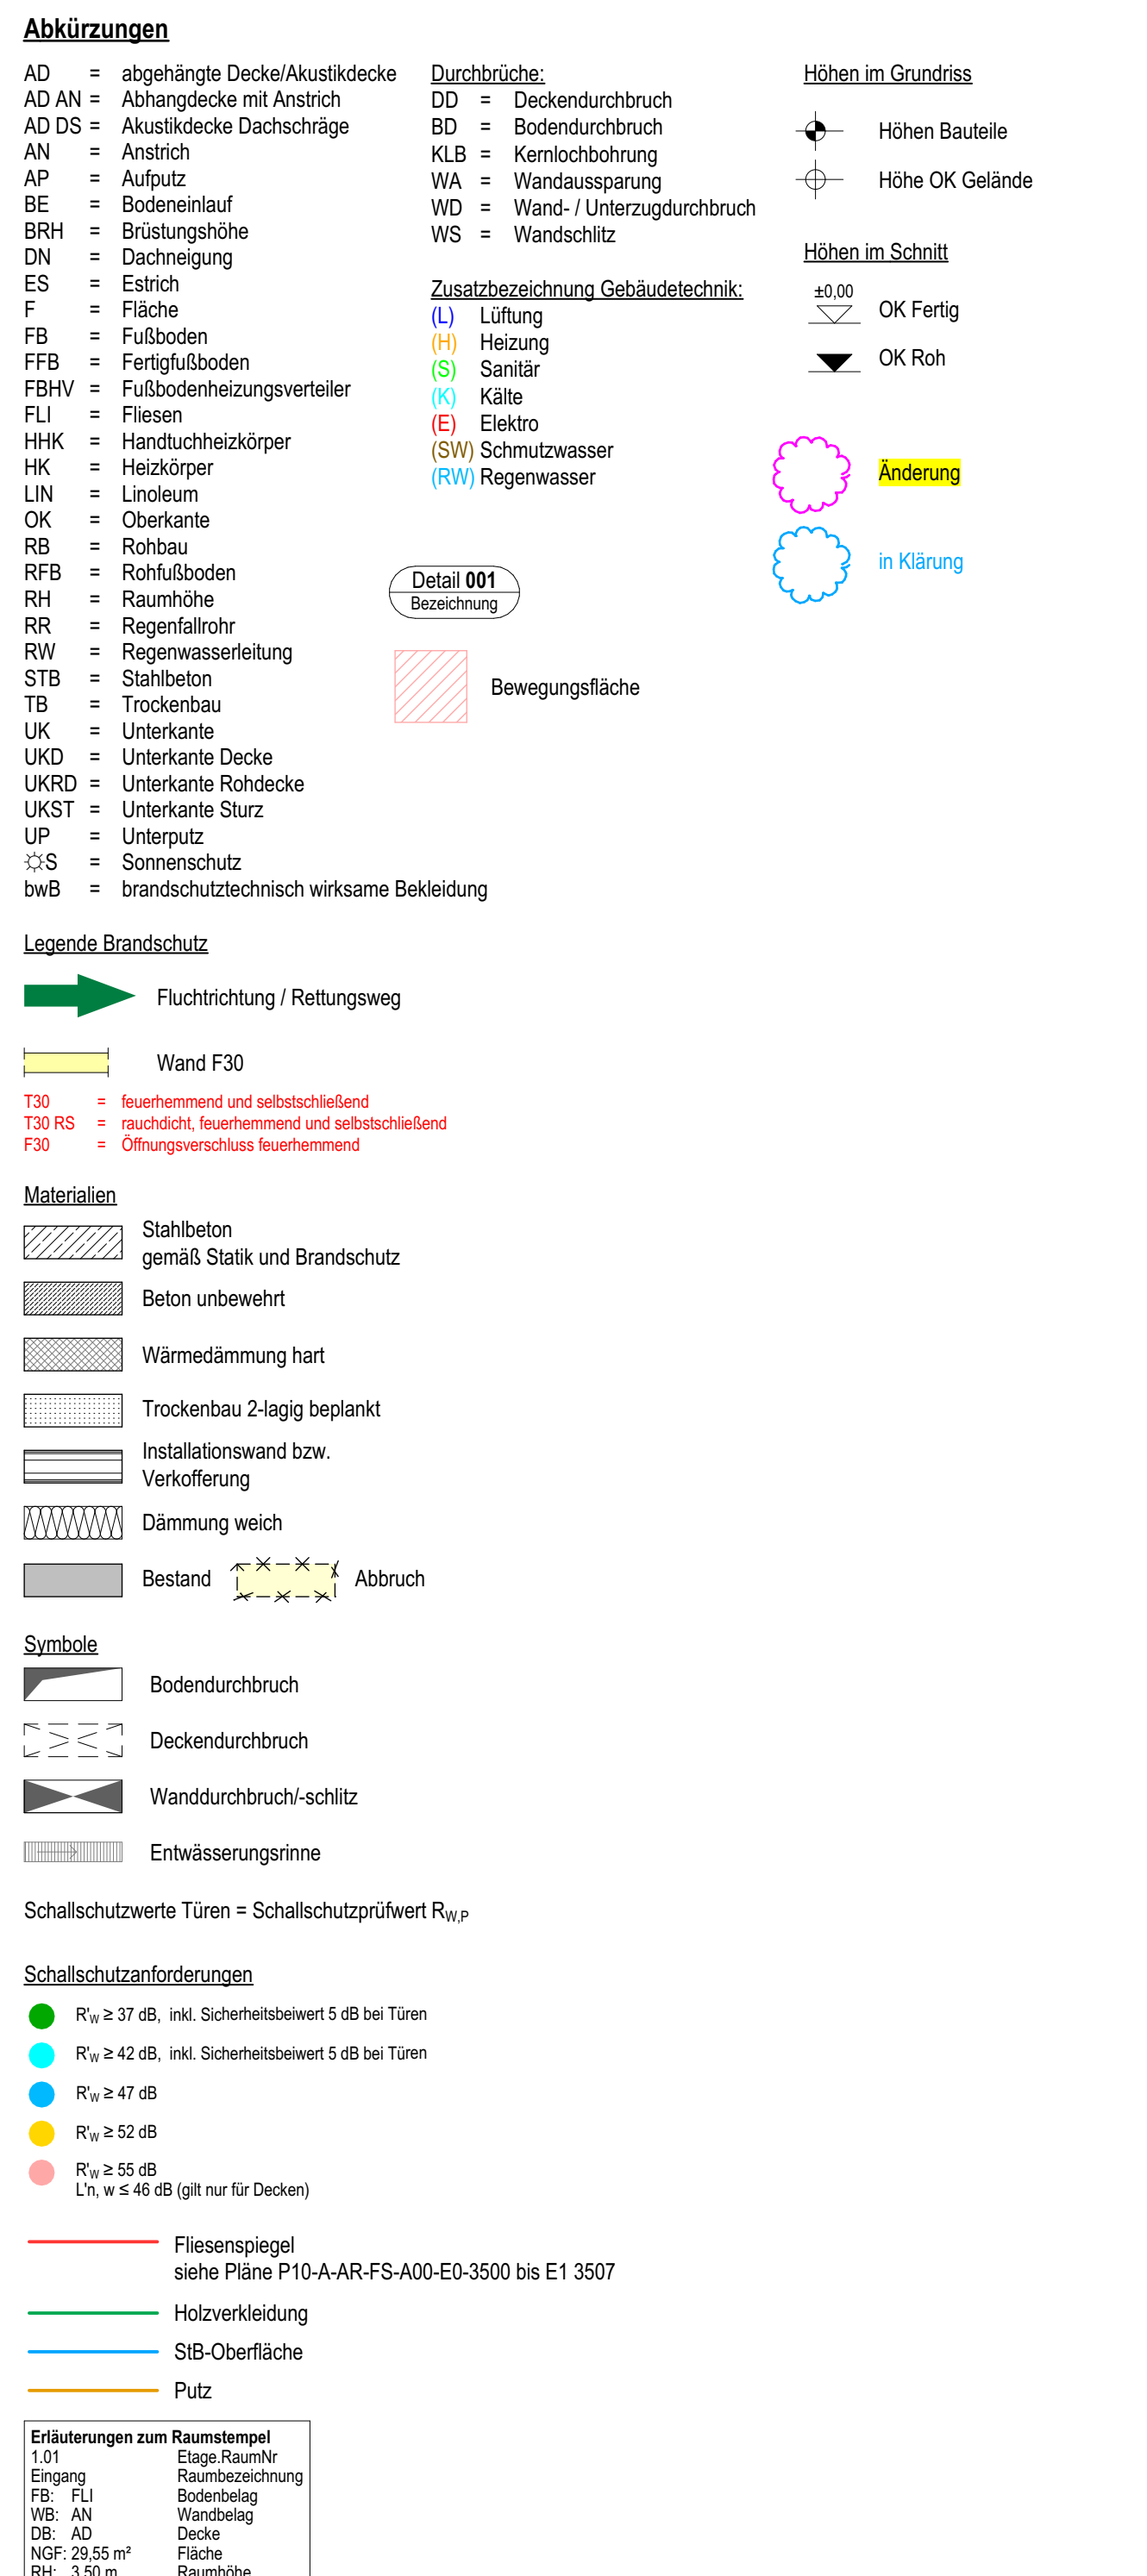 Abkürzungen
AD = abgehängte Decke/Akustikdecke
AD AN = Abhangdecke mit Anstrich
AD DS = Akustikdecke Dachschräge
AN = Anstrich
AP = Aufputz
BE = Bodeneinlauf
BRH = Brüstungshöhe
DN = Dachneigung
ES = Estrich
F = Fläche
FB = Fußboden
FFB = Fertigfußboden
FBHV = Fußbodenheizungsverteiler
FLI = Fliesen
HHK = Handtuchheizkörper
HK = Heizkörper
LIN = Linoleum
OK = Oberkante
RB = Rohbau
RFB = Rohfußboden
RH = Raumhöhe
RR = Regenfallrohr
RW = Regenwasserleitung
STB = Stahlbeton
TB = Trockenbau
UK = Unterkante
UKD = Unterkante Decke
UKRD = Unterkante Rohdecke
UKST = Unterkante Sturz
UP = Unterputz
☼S = Sonnenschutz
bwB = brandschutztechnisch wirksame Bekleidung
Durchbrüche:
DD = Deckendurchbruch
BD = Bodendurchbruch
KLB = Kernlochbohrung
WA = Wandaussparung
WD = Wand- / Unterzugdurchbruch
WS = Wandschlitz
Zusatzbezeichnung Gebäudetechnik:
(L) Lüftung
(H) Heizung
(S) Sanitär
(K) Kälte
(E) Elektro
(SW) Schmutzwasser
(RW) Regenwasser
Detail 001
Bezeichnung
Bewegungsfläche
Höhen im Grundriss
Höhen Bauteile
Höhe OK Gelände
Höhen im Schnitt
±0,00
OK Fertig
OK Roh
Änderung
in Klärung
Legende Brandschutz
Fluchtrichtung / Rettungsweg
Wand F30
T30 = feuerhemmend und selbstschließend
T30 RS = rauchdicht, feuerhemmend und selbstschließend
F30 = Öffnungsverschluss feuerhemmend
Materialien
Stahlbeton
gemäß Statik und Brandschutz
Beton unbewehrt
Wärmedämmung hart
Trockenbau 2-lagig beplankt
Installationswand bzw.
Verkofferung
Dämmung weich
Bestand Abbruch
Symbole
Bodendurchbruch
Deckendurchbruch
Wanddurchbruch/-schlitz
Entwässerungsrinne
Schallschutzwerte Türen = Schallschutzprüfwert RW,P
Schallschutzanforderungen
R'W ≥ 37 dB, inkl. Sicherheitsbeiwert 5 dB bei Türen
R'W ≥ 42 dB, inkl. Sicherheitsbeiwert 5 dB bei Türen
R'W ≥ 47 dB
R'W ≥ 52 dB
R'W ≥ 55 dB
L'n, w ≤ 46 dB (gilt nur für Decken)
Fliesenspiegel
siehe Pläne P10-A-AR-FS-A00-E0-3500 bis E1 3507
Holzverkleidung
StB-Oberfläche
Putz
Erläuterungen zum Raumstempel
1.01 Etage.RaumNr
Eingang Raumbezeichnung
FB: FLI Bodenbelag
WB: AN Wandbelag
DB: AD Decke
NGF: 29,55 m² Fläche
RH: 3,50 m Raumhöhe